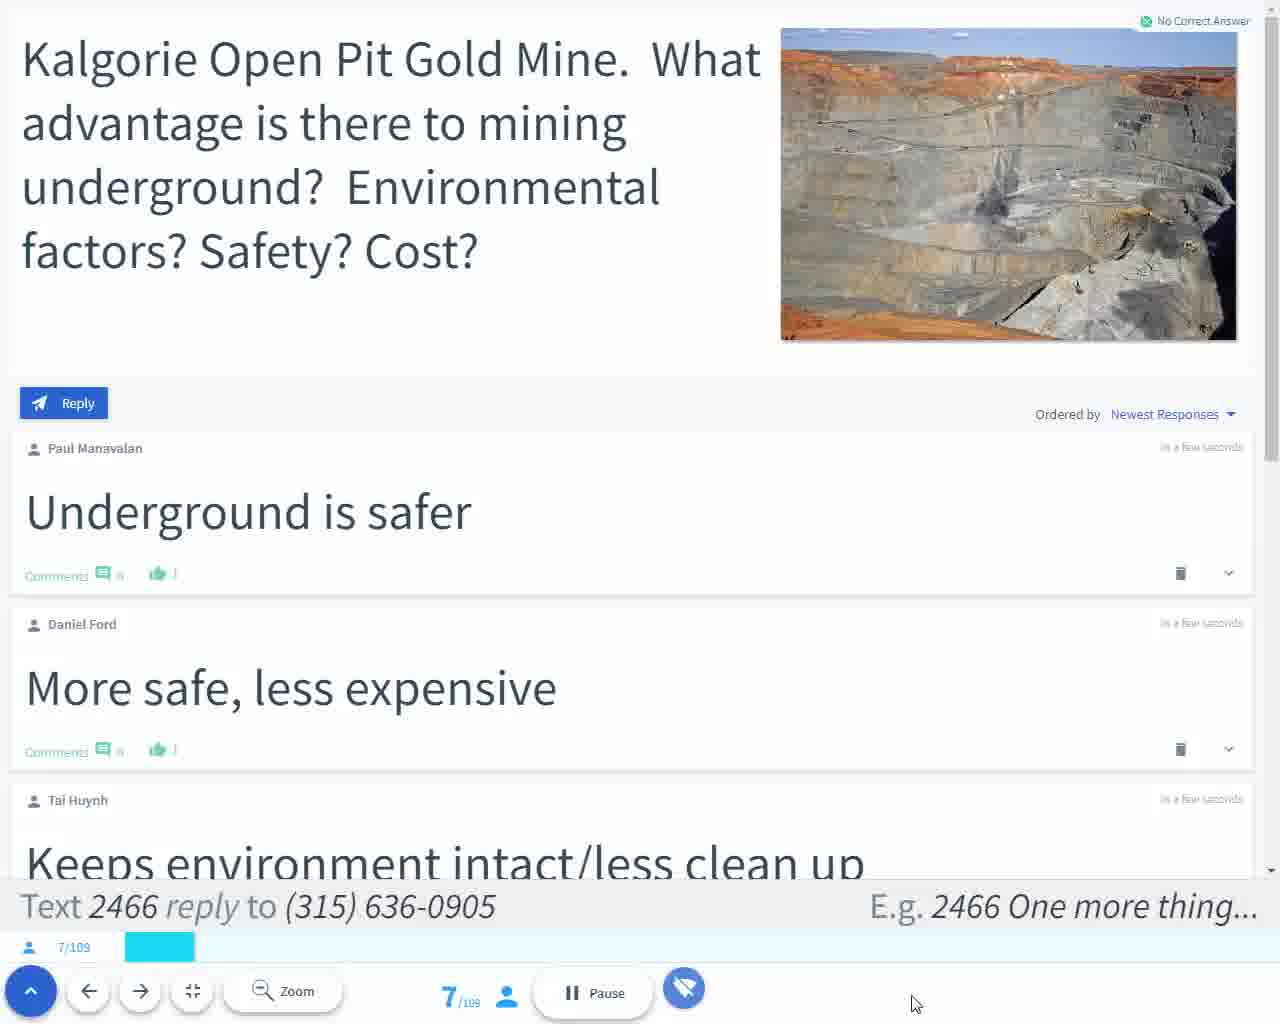 No Correct Answer
Kalgorie Open Pit Gold Mine. What
advantage is there to mining
underground? Environmental
factors? Safety? Cost?
Reply
Ordered by Newest Responses
Paul Manavalan
in a few seconds
Underground is safer
Comments 0
Daniel Ford
in a few seconds
More safe, less expensive
Comments 0
Tai Huynh
in a few seconds
Keeps environment intact/less clean up
Text 2466 reply to (315) 636-0905
E.g. 2466 One more thing...
7/109
Zoom
7/109
Pause